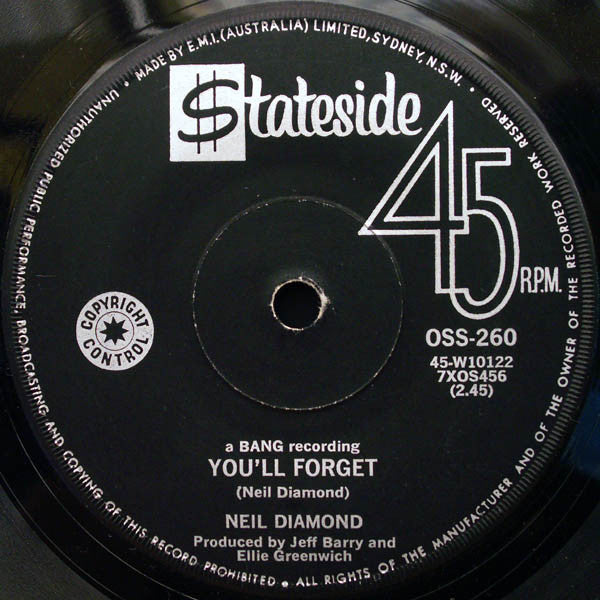 • MADE BY E.M.I. (AUSTRALIA) LIMITED, SYDNEY, N.S.W. •
$tateside
45
R.P.M.
COPYRIGHT
CONTROL
OSS-260
45-W10122
7XOS456
(2.45)
a BANG recording
YOU'LL FORGET
(Neil Diamond)
NEIL DIAMOND
Produced by Jeff Barry and
Ellie Greenwich
UNAUTHORIZED PUBLIC PERFORMANCE, BROADCASTING AND COPYING OF THIS RECORD PROHIBITED • ALL RIGHTS OF THE MANUFACTURER AND OF THE OWNER OF THE RECORDED WORK RESERVED